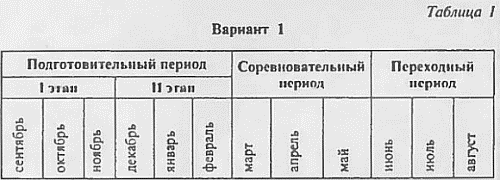 Таблица 1
Вариант 1
Подготовительный период
Соревновательный период
Переходный период
I этап
II этап
сентябрь
октябрь
ноябрь
декабрь
январь
февраль
март
апрель
май
июнь
июль
август